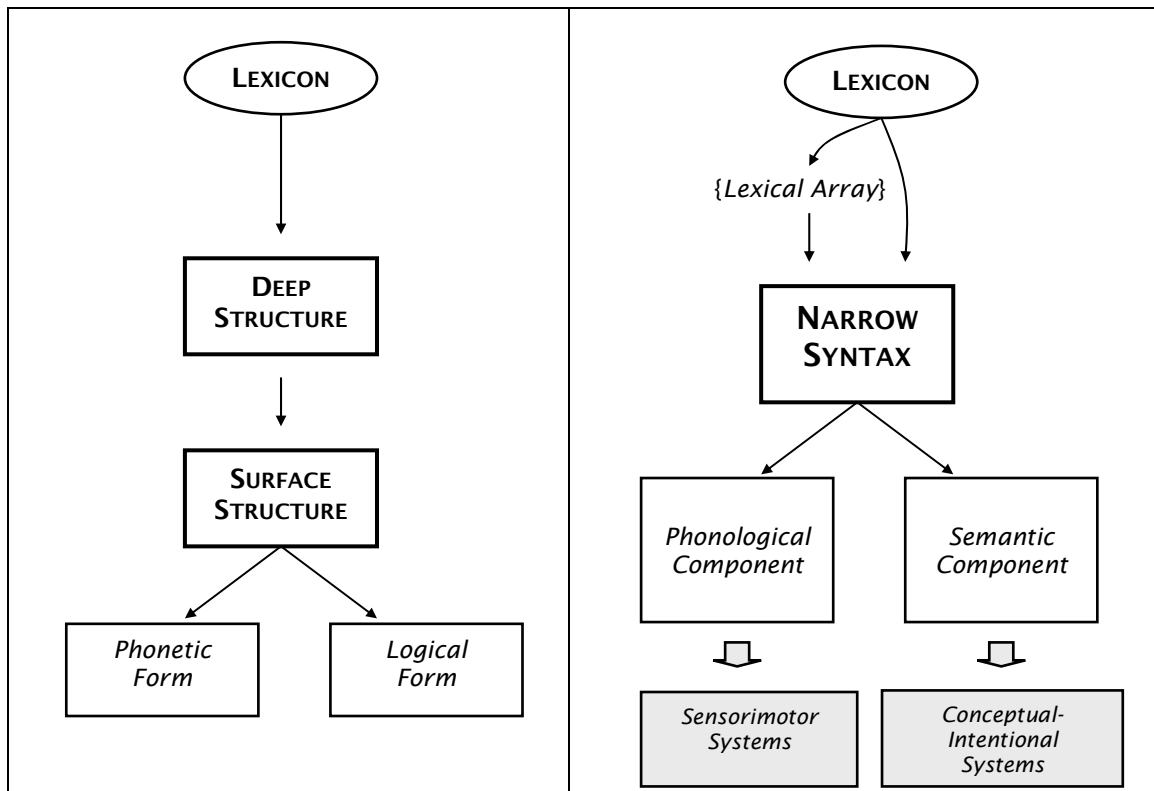 LEXICON
DEEP
STRUCTURE
SURFACE
STRUCTURE
Phonetic
Form
Logical
Form
LEXICON
{Lexical Array}
NARROW
SYNTAX
Phonological
Component
Semantic
Component
Sensorimotor
Systems
Conceptual-
Intentional
Systems